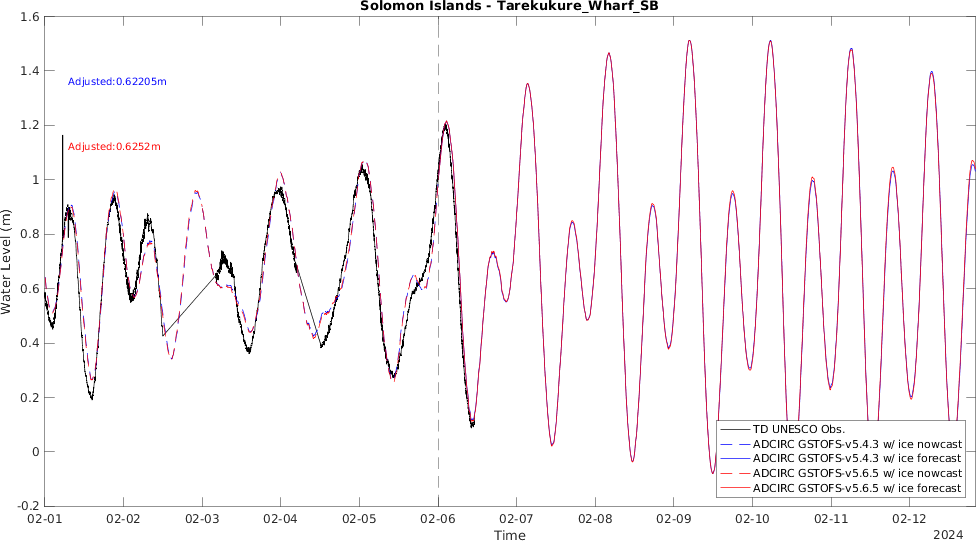 Solomon Islands - Tarekukure_Wharf_SB
1.6
1.4
1.2
1
0.8
0.6
0.4
0.2
0
-0.2
Water Level (m)
Adjusted:0.62205m
Adjusted:0.6252m
TD UNESCO Obs.
ADCIRC GSTOFS-v5.4.3 w/ ice nowcast
ADCIRC GSTOFS-v5.4.3 w/ ice forecast
ADCIRC GSTOFS-v5.6.5 w/ ice nowcast
ADCIRC GSTOFS-v5.6.5 w/ ice forecast
02-01 02-02 02-03 02-04 02-05 02-06 02-07 02-08 02-09 02-10 02-11 02-12
Time
2024